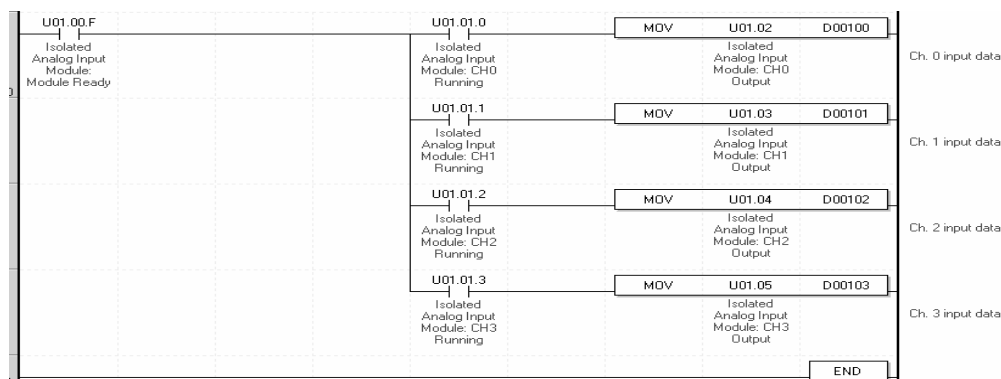 U01.00.F
Isolated
Analog Input
Module:
Module Ready
U01.01.0
Isolated
Analog Input
Module: CH0
Running
MOV U01.02 D00100
Isolated
Analog Input
Module: CH0
Output
Ch. 0 input data
U01.01.1
Isolated
Analog Input
Module: CH1
Running
MOV U01.03 D00101
Isolated
Analog Input
Module: CH1
Output
Ch. 1 input data
U01.01.2
Isolated
Analog Input
Module: CH2
Running
MOV U01.04 D00102
Isolated
Analog Input
Module: CH2
Output
Ch. 2 input data
U01.01.3
Isolated
Analog Input
Module: CH3
Running
MOV U01.05 D00103
Isolated
Analog Input
Module: CH3
Output
Ch. 3 input data
END